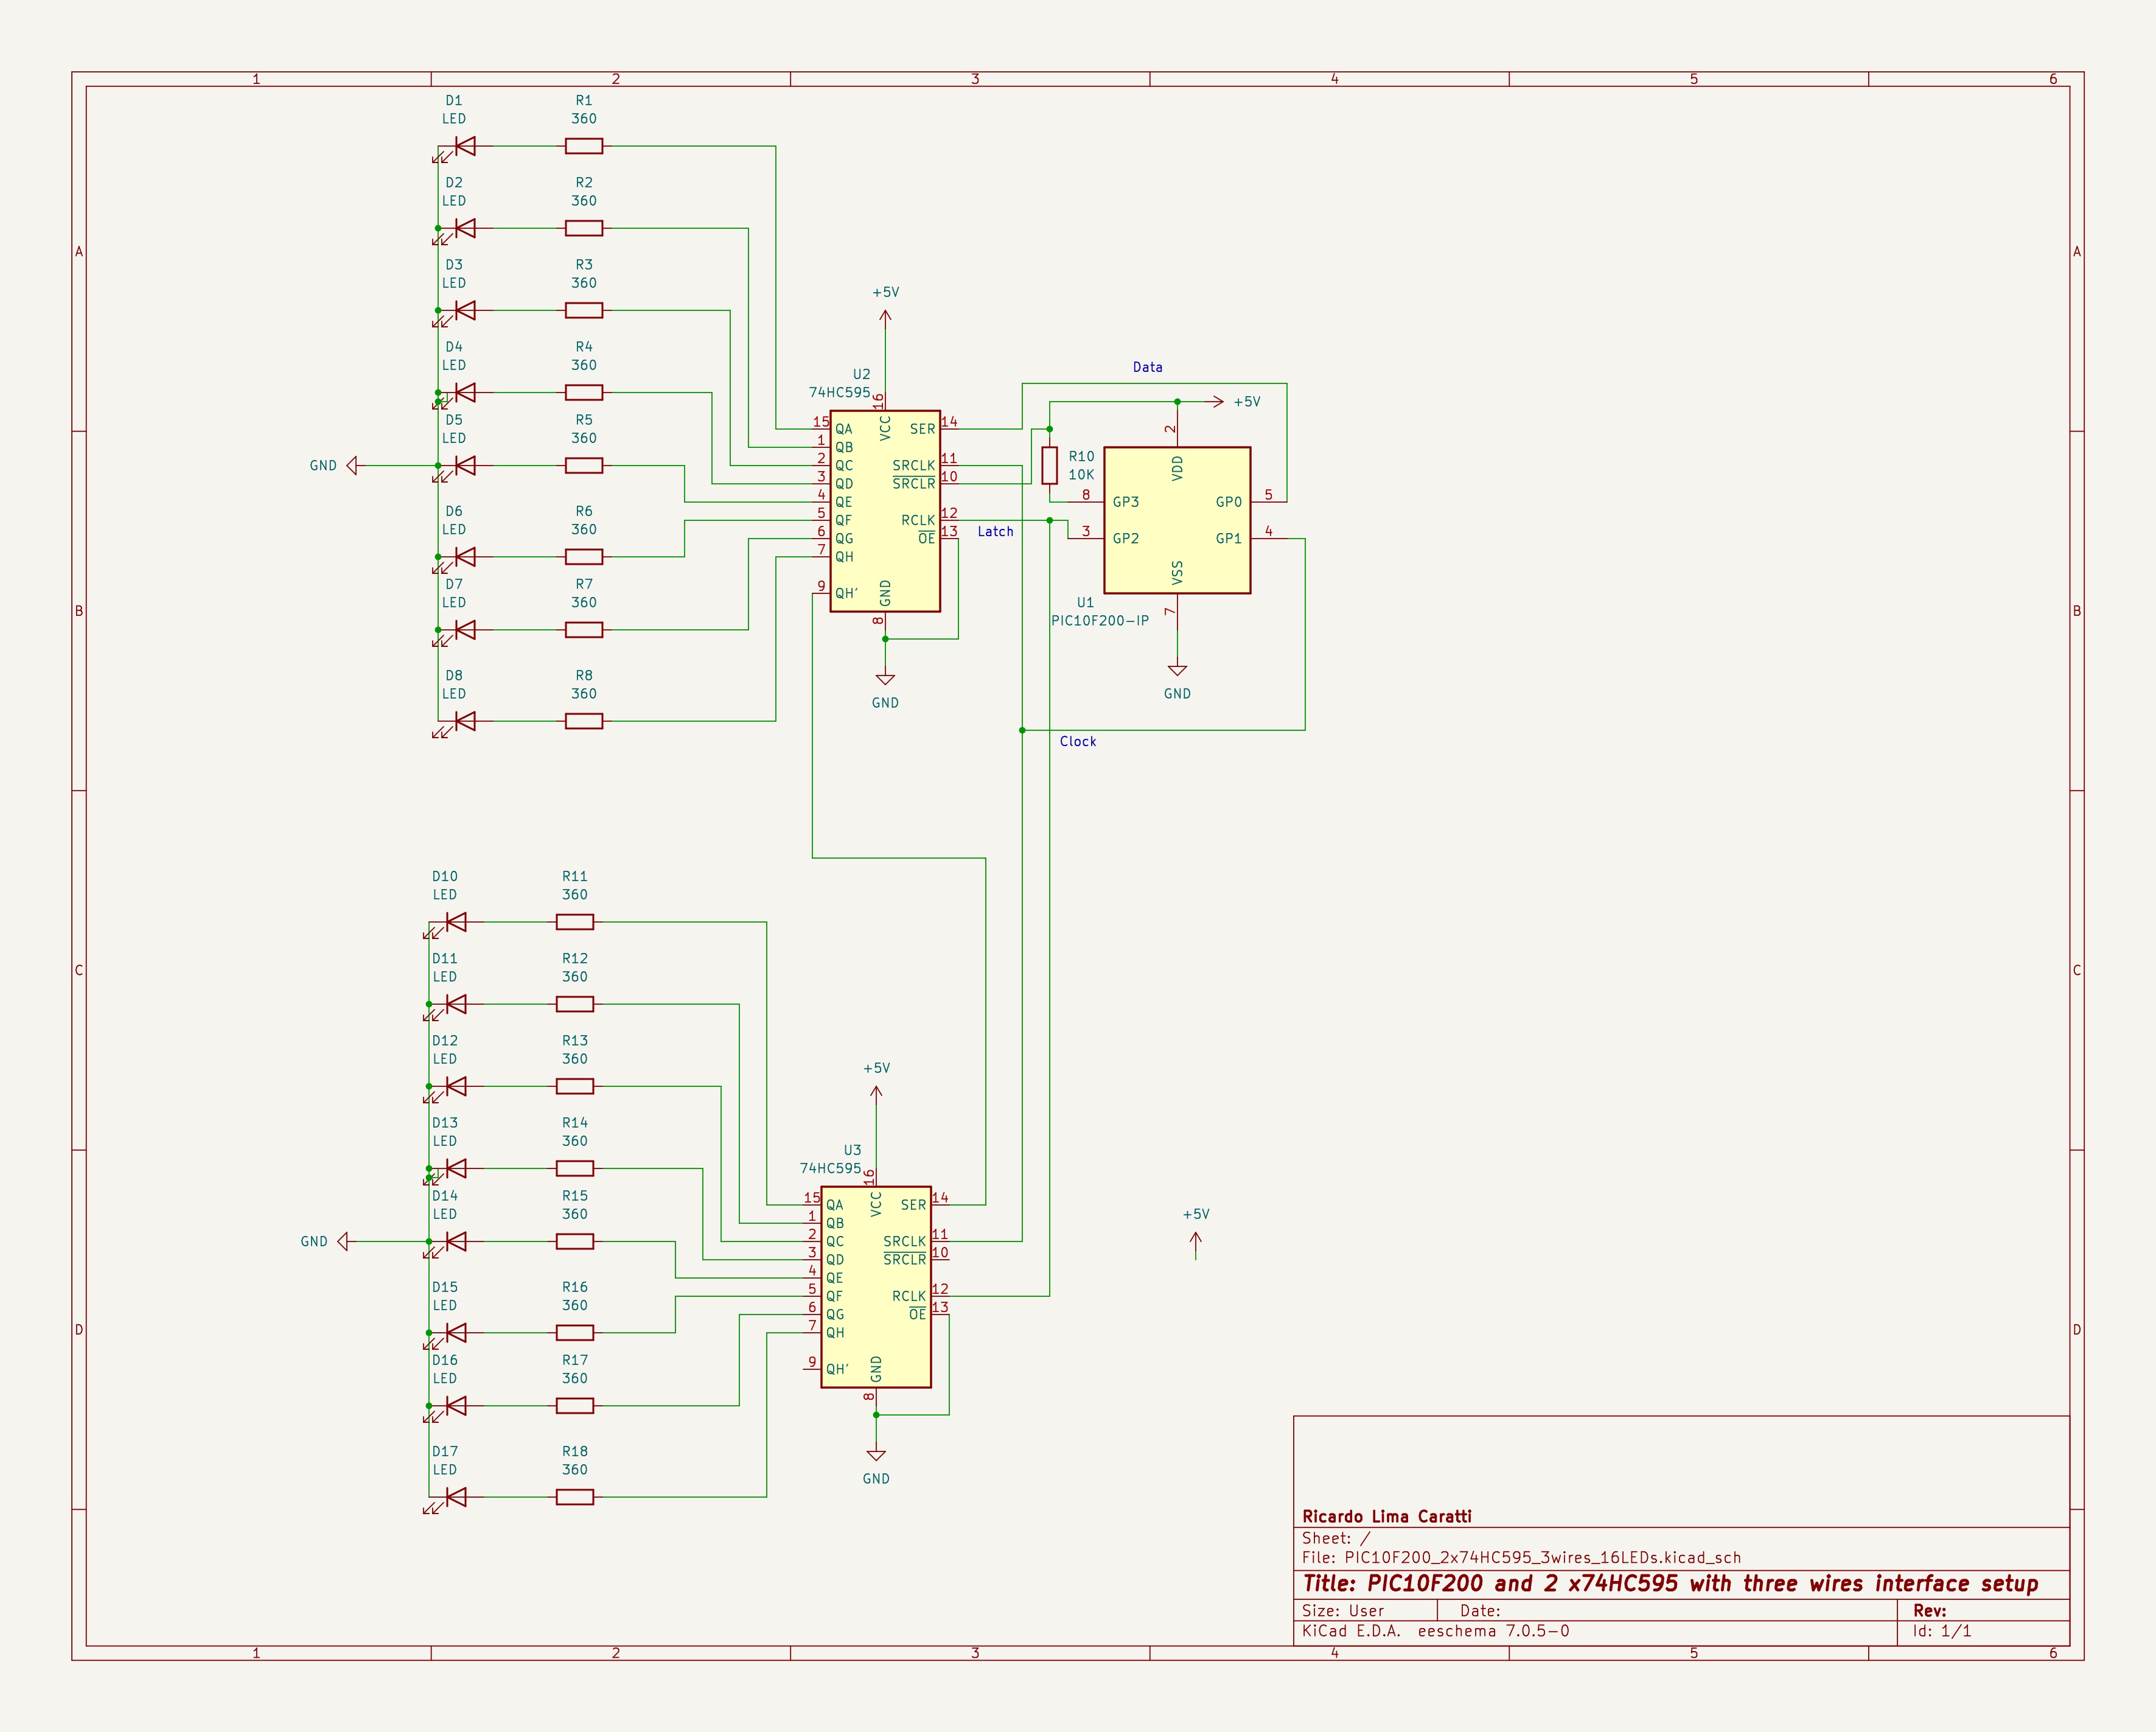 1 2 3 4 5 6
A A
B B
C C
D D
D1 R1
LED 360
D2 R2
LED 360
D3 R3
LED 360
D4 R4
LED 360
D5 R5
LED 360
GND
D6 R6
LED 360
D7 R7
LED 360
D8 R8
LED 360
+5V
U2
74HC595
16
VCC
15 QA SER 14
1 QB
2 QC SRCLK 11
3 QD SRCLR 10
4 QE
5 QF RCLK 12
6 QG OE 13
7 QH
9 QH'
GND
8
GND
Data
+5V
R10
10K
2
VDD
8 GP3 GP0 5
3 GP2 GP1 4
VSS
7
U1
PIC10F200-IP
GND
Latch
Clock
D10 R11
LED 360
D11 R12
LED 360
D12 R13
LED 360
D13 R14
LED 360
D14 R15
LED 360
GND
D15 R16
LED 360
D16 R17
LED 360
D17 R18
LED 360
+5V
U3
74HC595
16
VCC
15 QA SER 14
1 QB
2 QC SRCLK 11
3 QD SRCLR 10
4 QE
5 QF RCLK 12
6 QG OE 13
7 QH
9 QH'
GND
8
GND
+5V
Ricardo Lima Caratti
Sheet: /
File: PIC10F200_2x74HC595_3wires_16LEDs.kicad_sch
Title: PIC10F200 and 2 x74HC595 with three wires interface setup
Size: User Date: Rev:
KiCad E.D.A. eeschema 7.0.5-0 Id: 1/1
1 2 3 4 5 6